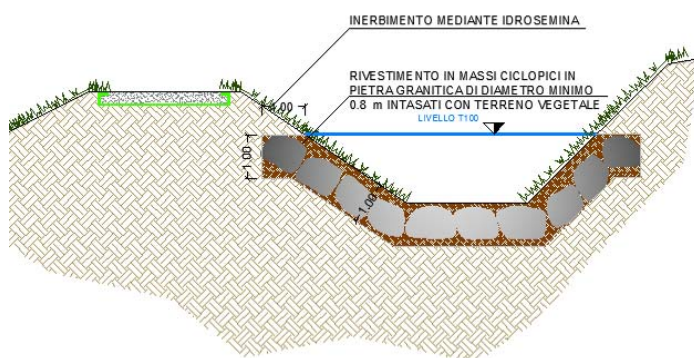 INERBIMENTO MEDIANTE IDROSEMINA
RIVESTIMENTO IN MASSI CICLOPICI IN
PIETRA GRANITICA DI DIAMETRO MINIMO
0.8 m INTASATI CON TERRENO VEGETALE
LIVELLO T100
1.00
1.00
1.00